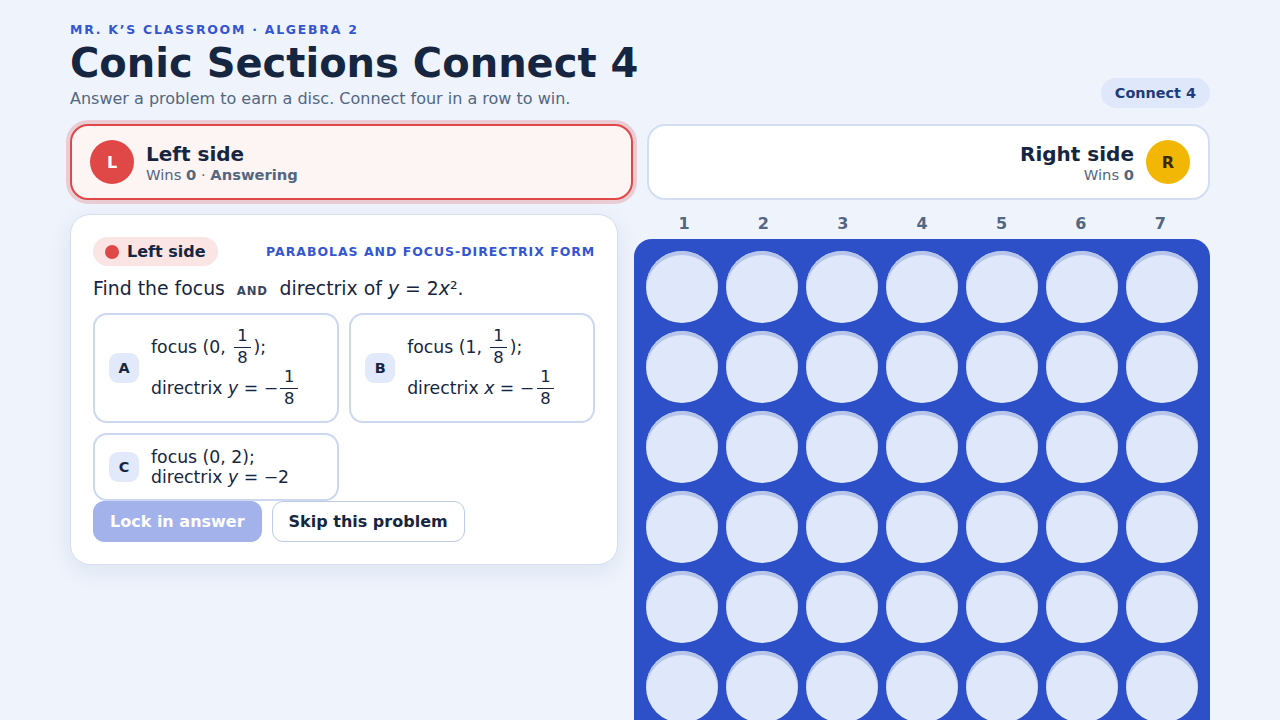 MR. K’S CLASSROOM · ALGEBRA 2
Conic Sections Connect 4
Answer a problem to earn a disc. Connect four in a row to win.
Connect 4
L
Left side
Wins 0 · Answering
Right side
Wins 0
R
Left side
PARABOLAS AND FOCUS-DIRECTRIX FORM
Find the focus AND directrix of y = 2x².
A
focus (0, 1/8);
directrix y = −1/8
B
focus (1, 1/8);
directrix x = −1/8
C
focus (0, 2);
directrix y = −2
Lock in answer
Skip this problem
1 2 3 4 5 6 7